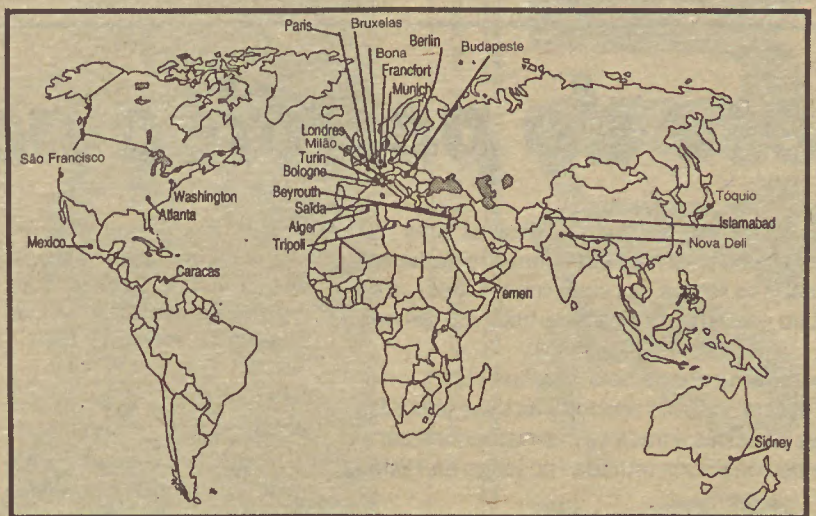 Paris
Bruxelas
Bona
Berlin
Budapeste
Francfort
Munich
Londres
Milão
Turin
Bologne
Beyrouth
Saïda
Alger
Tripoli
São Francisco
Washington
Atlanta
Mexico
Caracas
Yemen
Tóquio
Islamabad
Nova Deli
Sidney